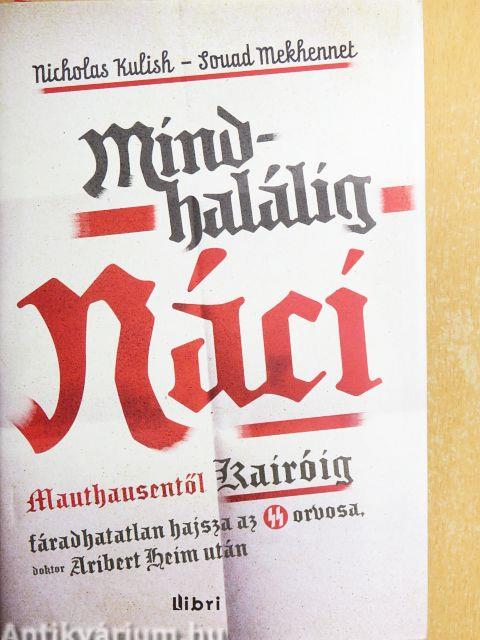 Nicholas Kulish – Souad Mekhennet
Mind-
halálig
Náci
Mauthausentől Kairóig
fáradhatatlan hajsza az SS orvosa,
doktor Aribert Heim után
Libri
Antikvárium.hu